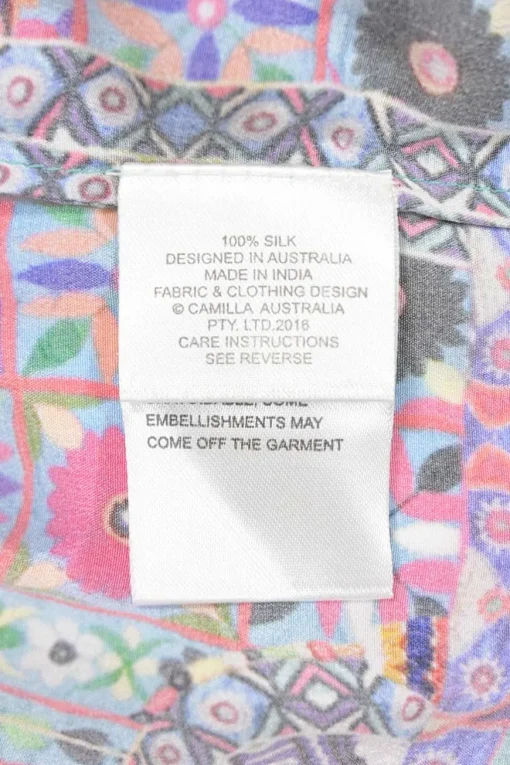 100% SILK
DESIGNED IN AUSTRALIA
MADE IN INDIA
FABRIC & CLOTHING DESIGN
© CAMILLA AUSTRALIA
PTY. LTD.2016
CARE INSTRUCTIONS
SEE REVERSE
SOME
EMBELLISHMENTS MAY
COME OFF THE GARMENT